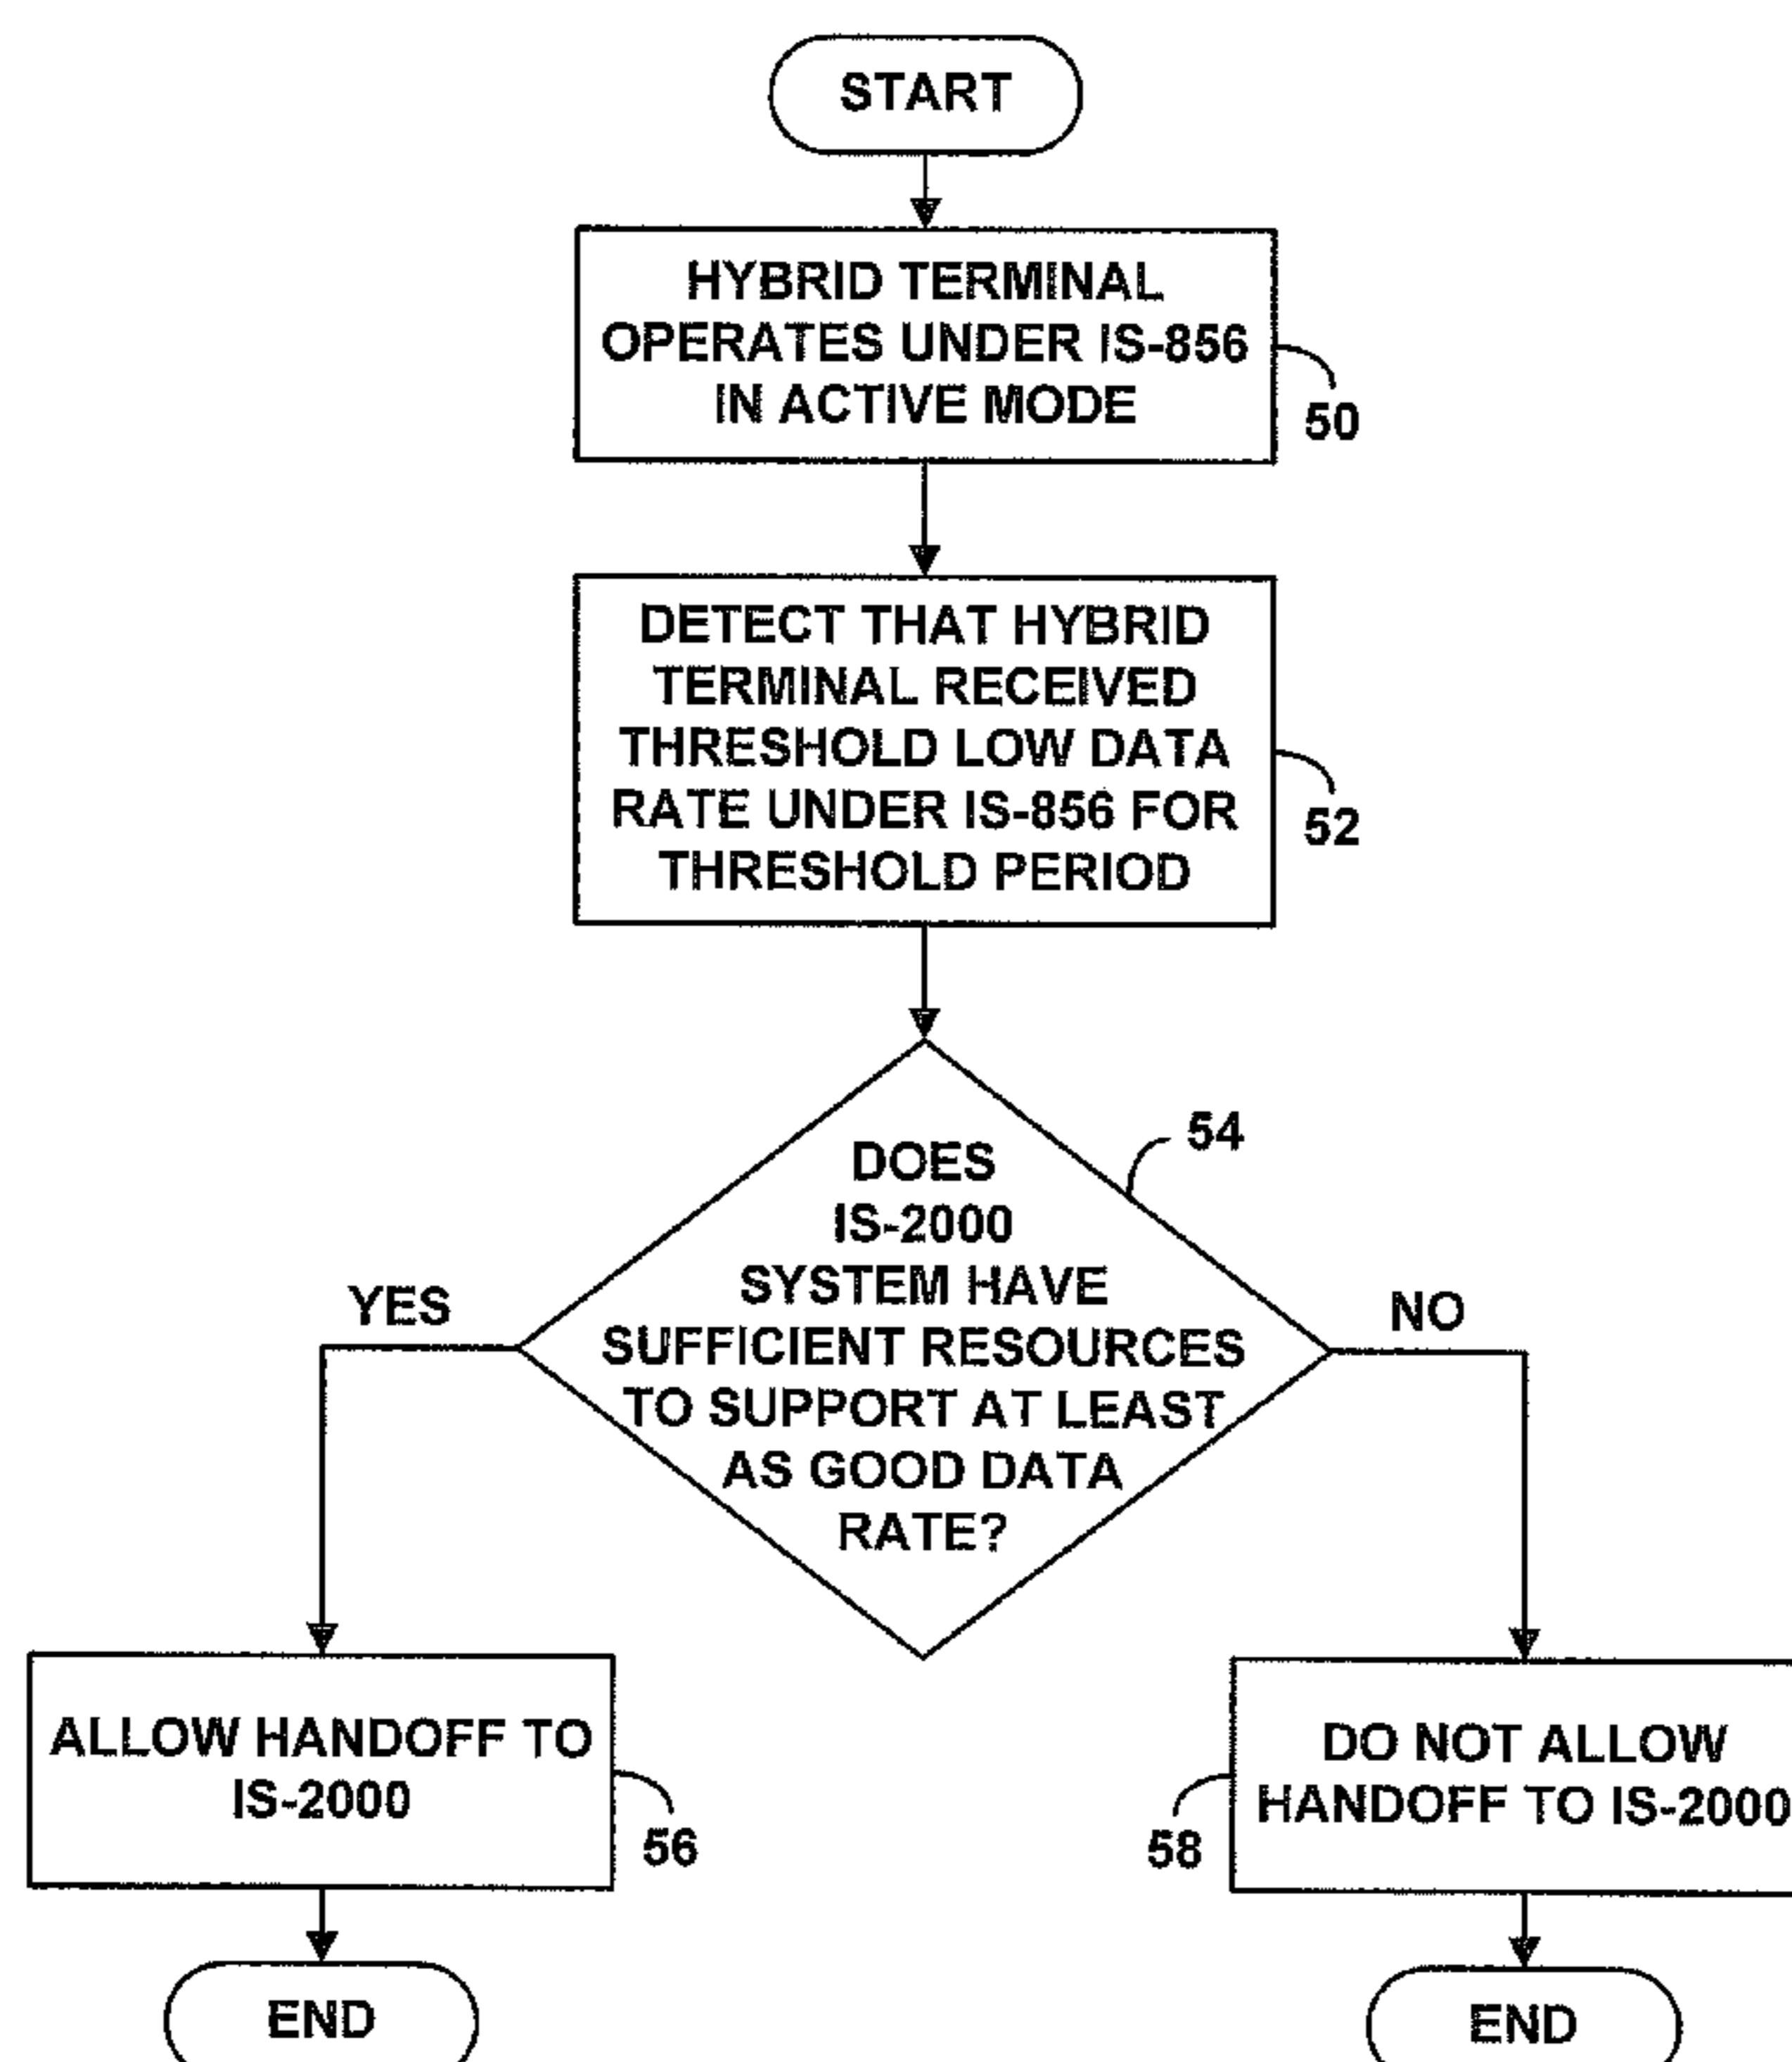 START
HYBRID TERMINAL
OPERATES UNDER IS-856
IN ACTIVE MODE
50
DETECT THAT HYBRID
TERMINAL RECEIVED
THRESHOLD LOW DATA
RATE UNDER IS-856 FOR
THRESHOLD PERIOD
52
54
DOES
IS-2000
SYSTEM HAVE
SUFFICIENT RESOURCES
TO SUPPORT AT LEAST
AS GOOD DATA
RATE?
YES
NO
ALLOW HANDOFF TO
IS-2000
56
DO NOT ALLOW
HANDOFF TO IS-2000
58
END
END